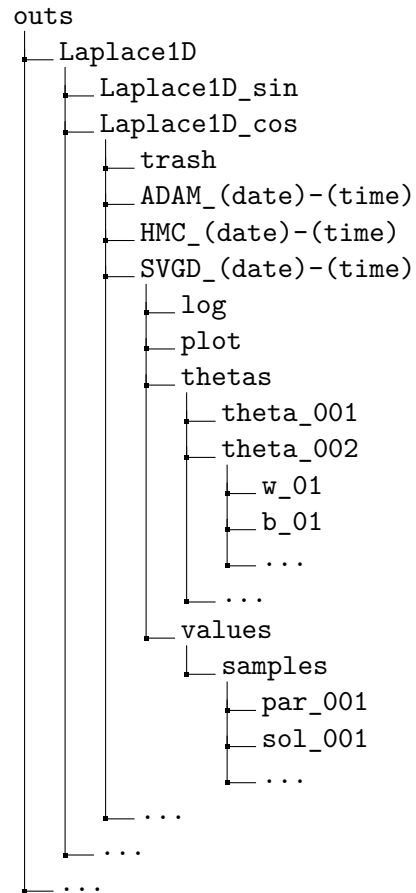 outs
Laplace1D
Laplace1D_sin
Laplace1D_cos
trash
ADAM_(date)-(time)
HMC_(date)-(time)
SVGD_(date)-(time)
log
plot
thetas
theta_001
theta_002
w_01
b_01
...
...
values
samples
par_001
sol_001
...
...
...
...